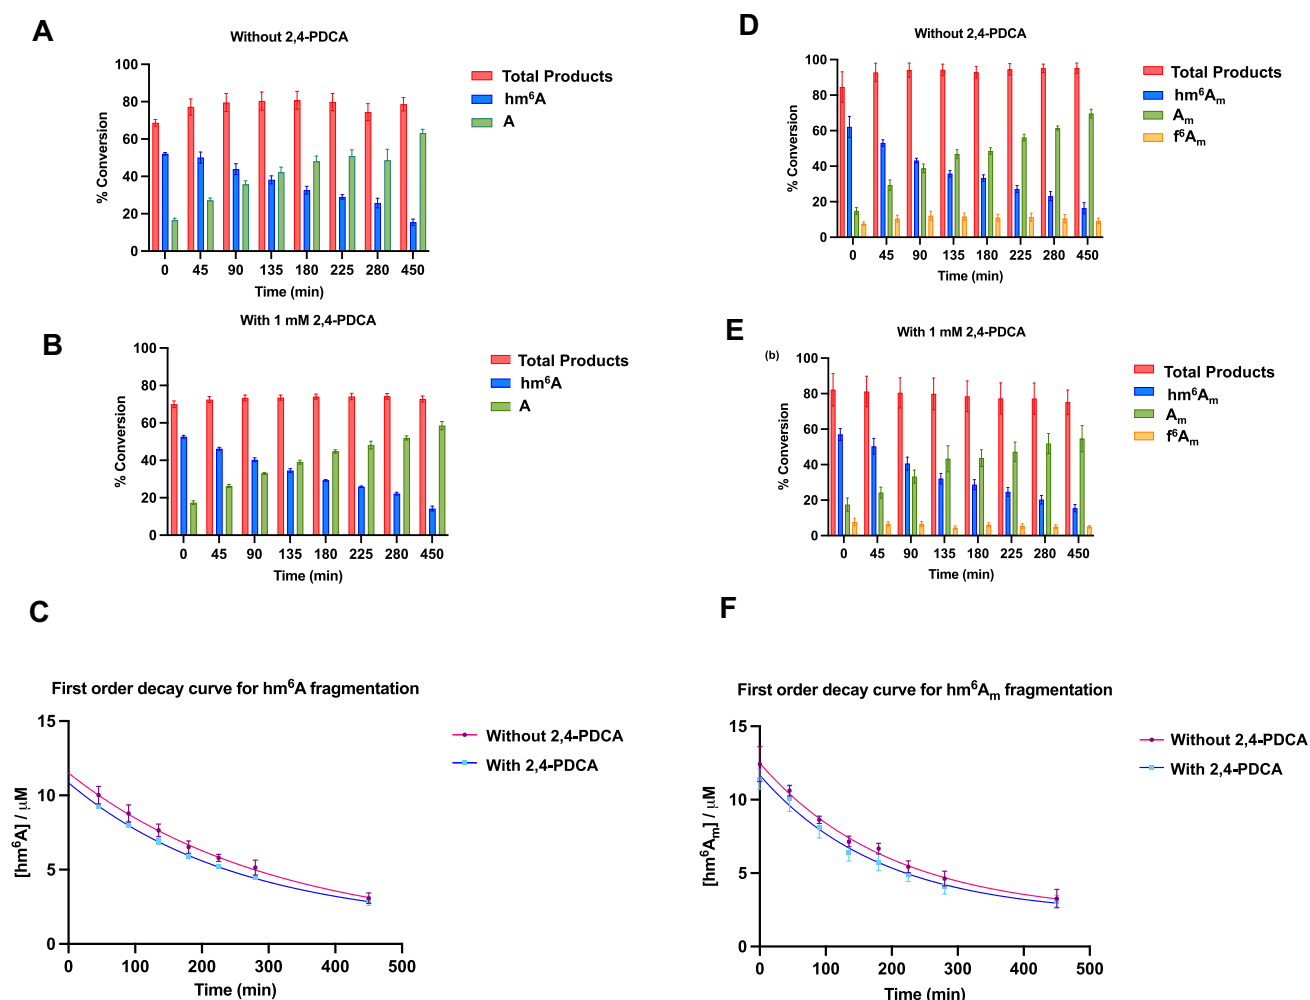 A
Without 2,4-PDCA
100
80
60
40
20
0
% Conversion
0 45 90 135 180 225 280 450
Time (min)
Total Products
hm⁶A
A
B
With 1 mM 2,4-PDCA
100
80
60
40
20
0
% Conversion
0 45 90 135 180 225 280 450
Time (min)
Total Products
hm⁶A
A
C
First order decay curve for hm⁶A fragmentation
15
10
5
0
[hm⁶A] / µM
0 100 200 300 400 500
Time (min)
Without 2,4-PDCA
With 2,4-PDCA
D
Without 2,4-PDCA
100
80
60
40
20
0
% Conversion
0 45 90 135 180 225 280 450
Time (min)
Total Products
hm⁶Aₘ
Aₘ
f⁶Aₘ
E
With 1 mM 2,4-PDCA
(b)
100
80
60
40
20
0
% Conversion
0 45 90 135 180 225 280 450
Time (min)
Total Products
hm⁶Aₘ
Aₘ
f⁶Aₘ
F
First order decay curve for hm⁶Aₘ fragmentation
15
10
5
0
[hm⁶Aₘ] / µM
0 100 200 300 400 500
Time (min)
Without 2,4-PDCA
With 2,4-PDCA